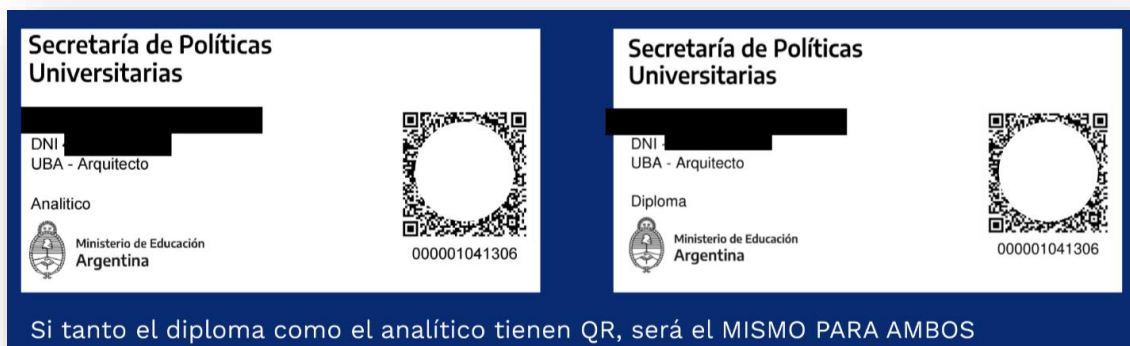 Secretaría de Políticas
Universitarias
DNI
UBA - Arquitecto
Analitico
Ministerio de Educación
Argentina
000001041306
Secretaría de Políticas
Universitarias
DNI -
UBA - Arquitecto
Diploma
Ministerio de Educación
Argentina
000001041306
Si tanto el diploma como el analítico tienen QR, será el MISMO PARA AMBOS